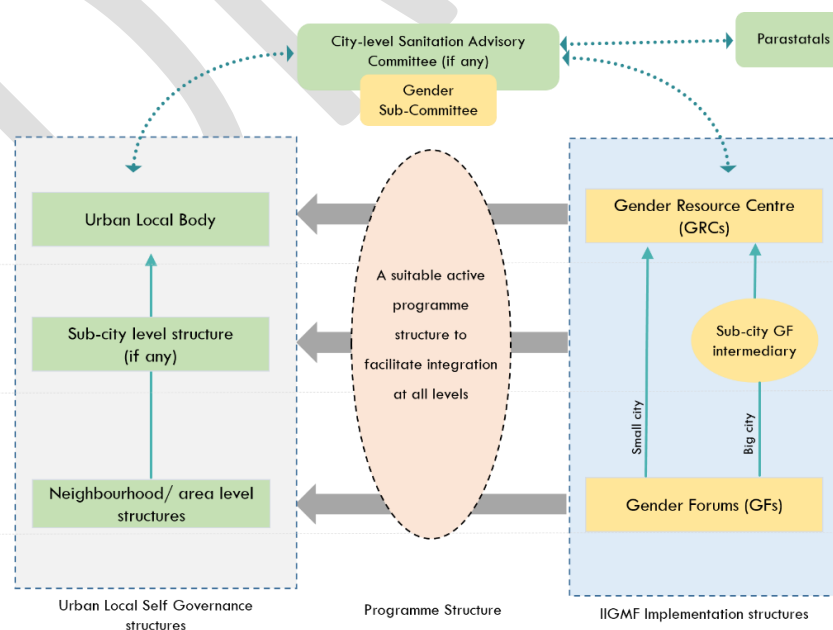 City-level Sanitation Advisory
Committee (if any)
Parastatals
Gender
Sub-Committee
Urban Local Body
Gender Resource Centre
(GRCs)
A suitable active
programme
structure to
facilitate integration
at all levels
Sub-city level structure
(if any)
Sub-city GF
intermediary
Small city
Big city
Neighbourhood/ area level
structures
Gender Forums (GFs)
Urban Local Self Governance
structures
Programme Structure
IIGMF Implementation structures